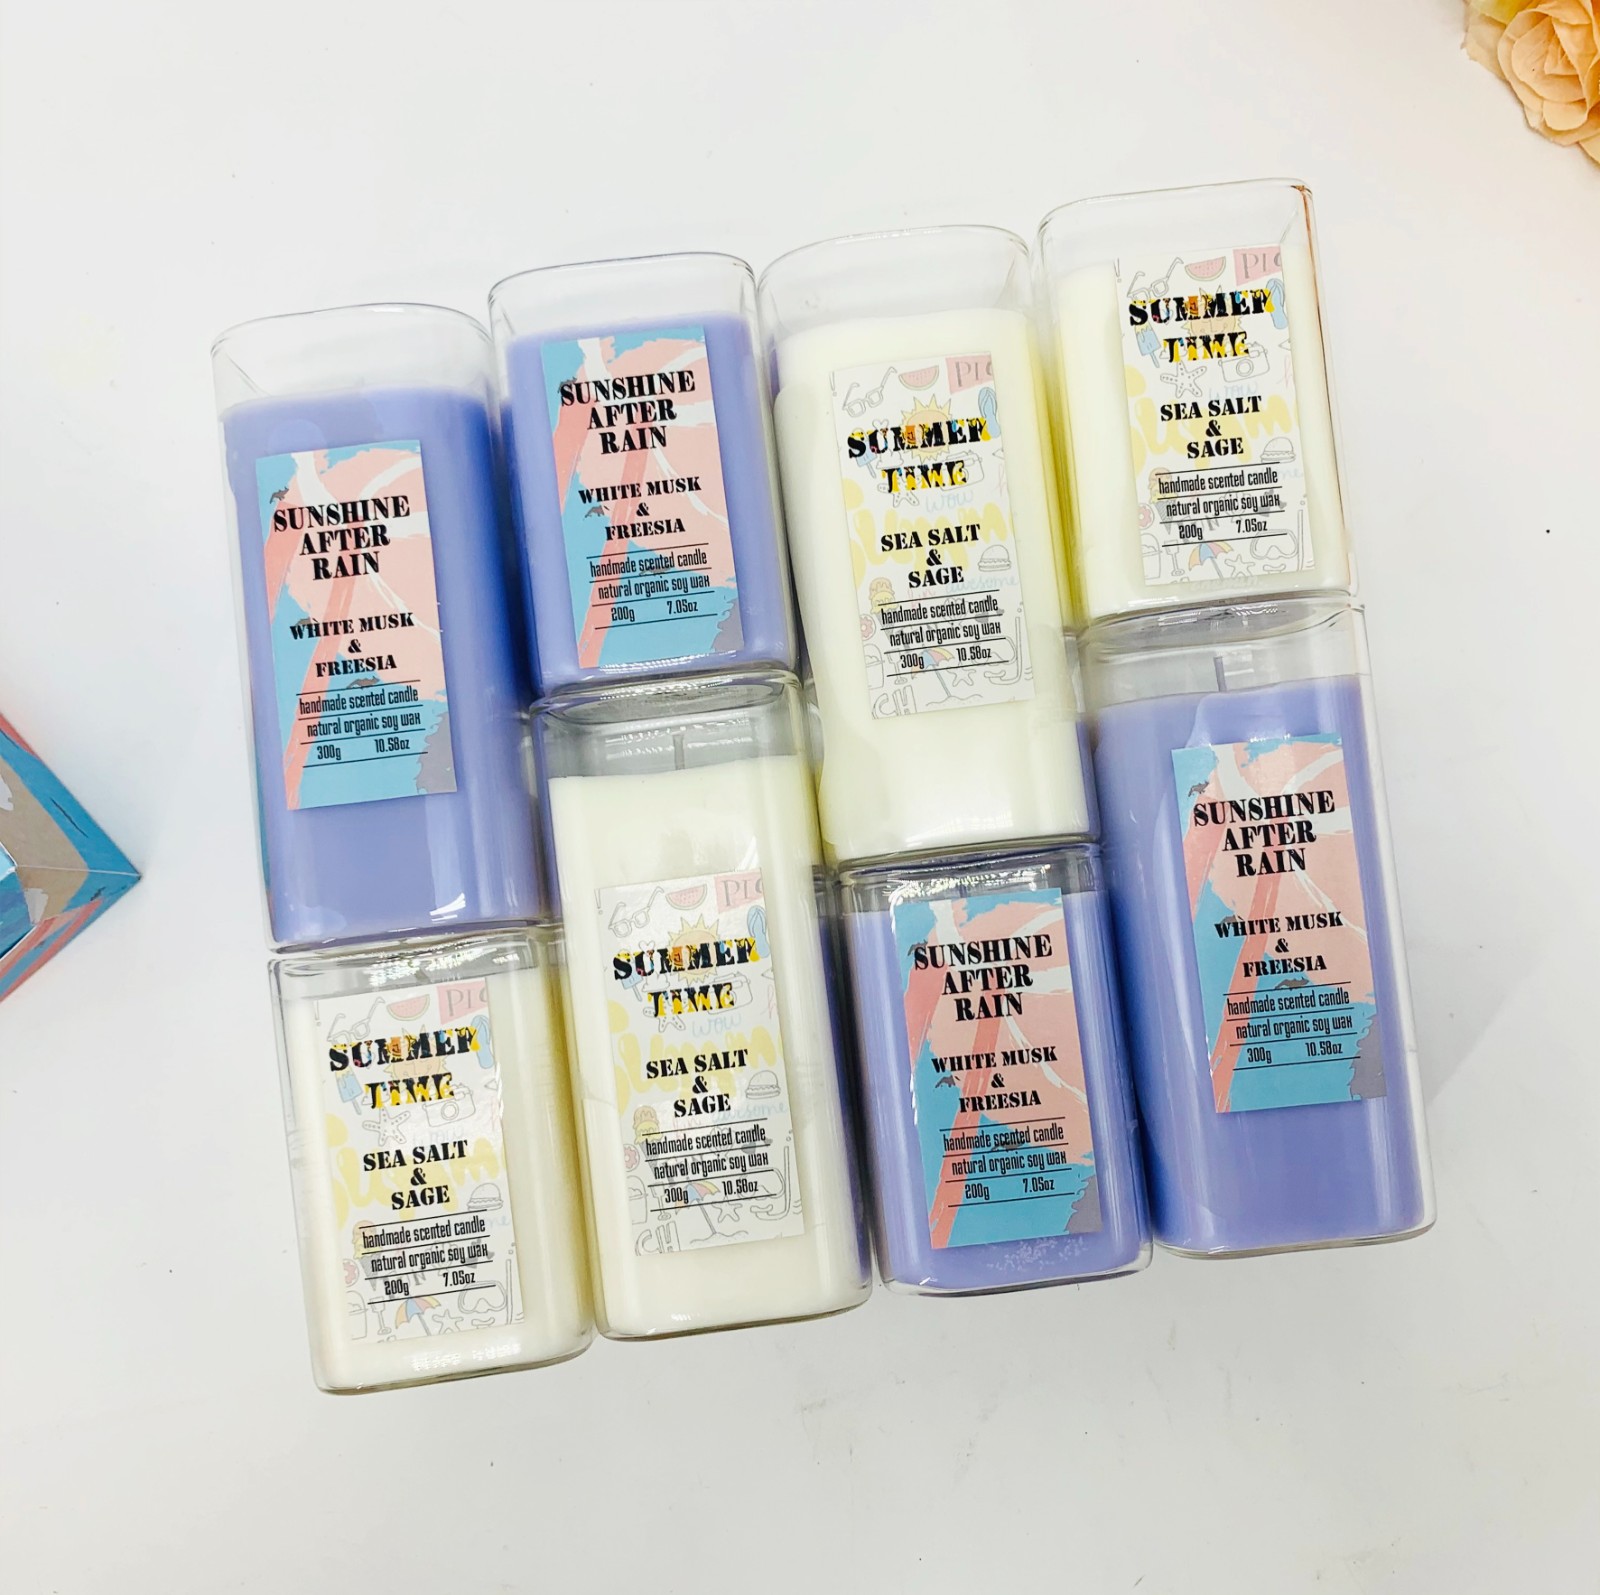 SUNSHINE
AFTER
RAIN
WHITE MUSK
&
FREESIA
handmade scented candle
natural organic soy wax
300g 10.58oz
SUNSHINE
AFTER
RAIN
WHITE MUSK
&
FREESIA
handmade scented candle
natural organic soy wax
200g 7.05oz
SUMMER
TIME
wow
SEA SALT
&
SAGE
handmade scented candle
natural organic soy wax
300g 10.58oz
SUMMER
TIME
SEA SALT
&
SAGE
handmade scented candle
natural organic soy wax
200g 7.05oz
SUMMER
TIME
SEA SALT
&
SAGE
handmade scented candle
natural organic soy wax
200g 7.05oz
SUMMER
TIME
wow
SEA SALT
&
SAGE
handmade scented candle
natural organic soy wax
300g 10.58oz
SUNSHINE
AFTER
RAIN
WHITE MUSK
&
FREESIA
handmade scented candle
natural organic soy wax
200g 7.05oz
SUNSHINE
AFTER
RAIN
WHITE MUSK
&
FREESIA
handmade scented candle
natural organic soy wax
300g 10.58oz